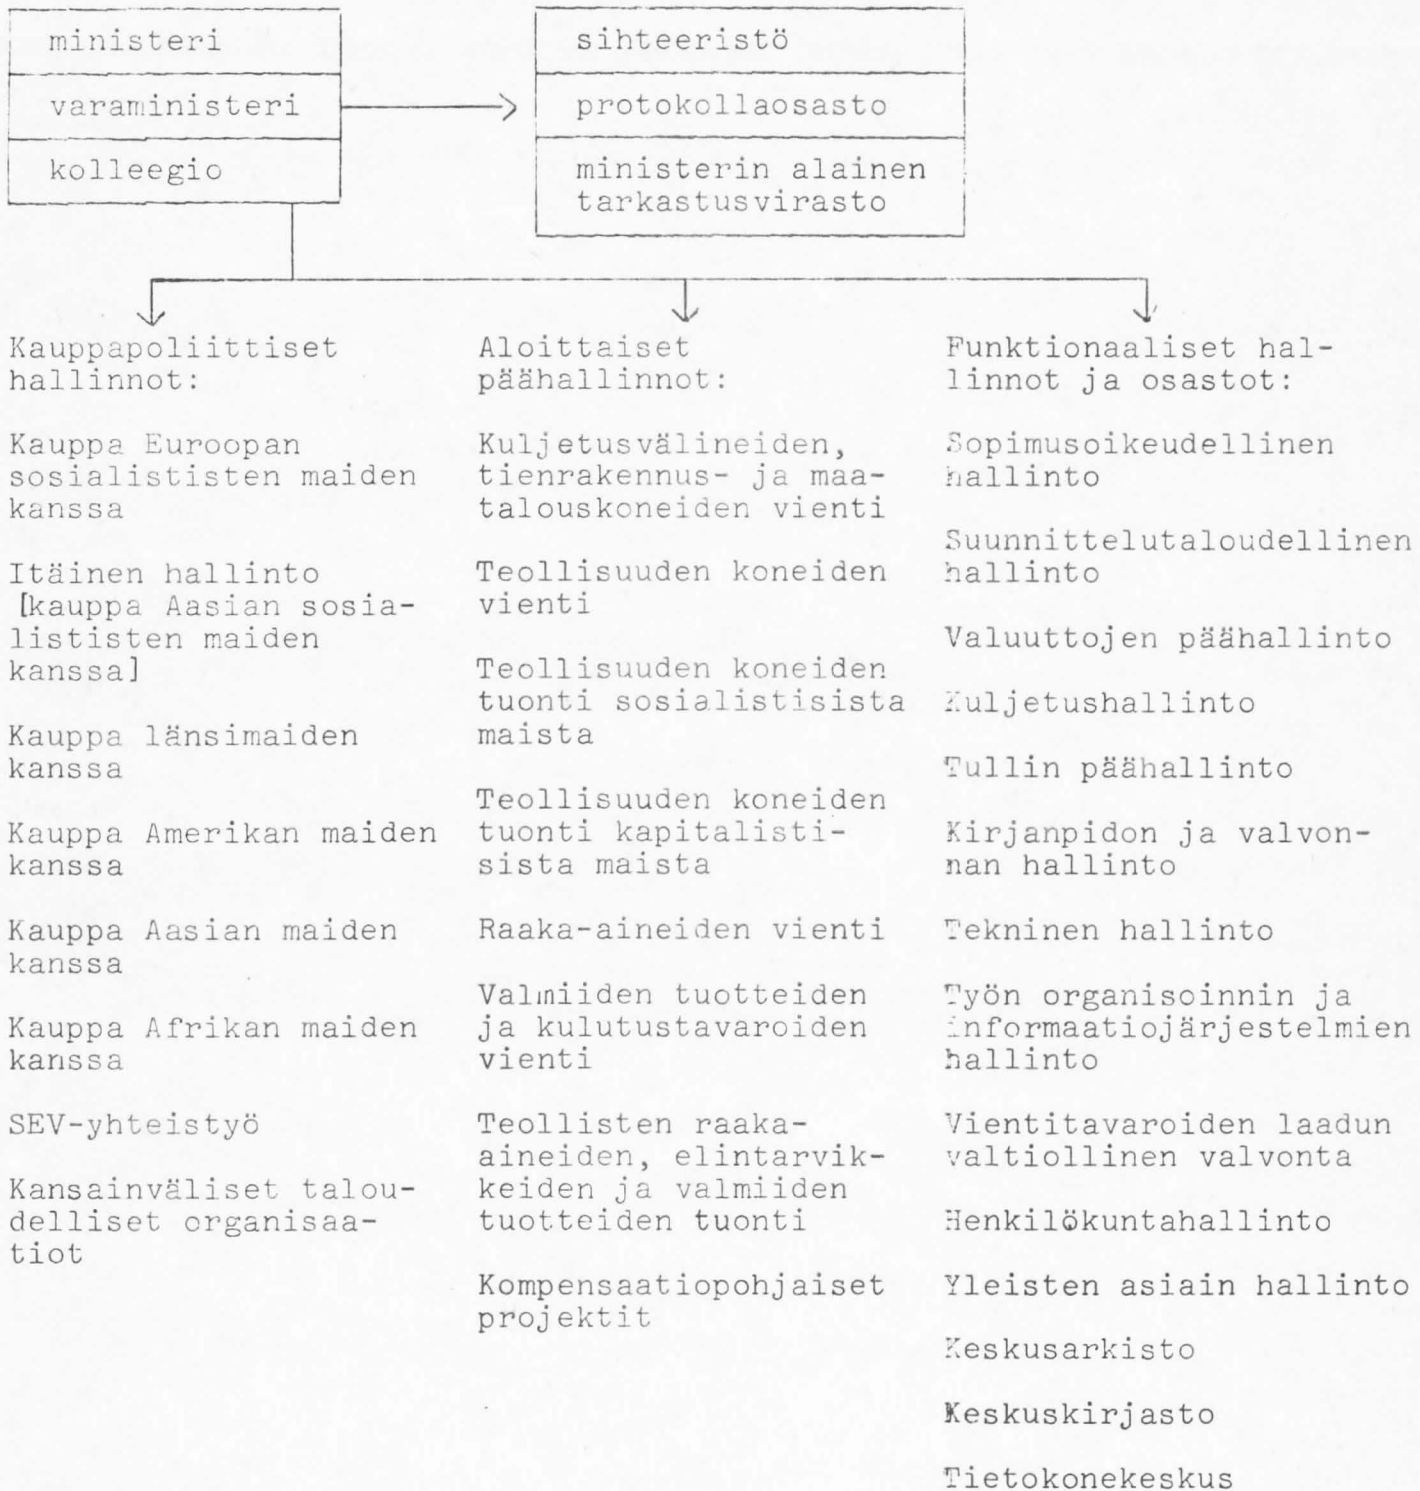 ministeri
varaministeri
kolleegio
sihteeristö
protokollaosasto
ministerin alainen
tarkastusvirasto
Kauppapoliittiset
hallinnot:
Kauppa Euroopan
sosialististen maiden
kanssa
Itäinen hallinto
[kauppa Aasian sosia-
lististen maiden
kanssa]
Kauppa länsimaiden
kanssa
Kauppa Amerikan maiden
kanssa
Kauppa Aasian maiden
kanssa
Kauppa Afrikan maiden
kanssa
SEV-yhteistyö
Kansainväliset talou-
delliset organisaa-
tiot
Aloittaiset
päähallinnot:
Kuljetusvälineiden,
tienrakennus- ja maa-
talouskoneiden vienti
Teollisuuden koneiden
vienti
Teollisuuden koneiden
tuonti sosialistisista
maista
Teollisuuden koneiden
tuonti kapitalisti-
sista maista
Raaka-aineiden vienti
Valmiiden tuotteiden
ja kulutustavaroiden
vienti
Teollisten raaka-
aineiden, elintarvik-
keiden ja valmiiden
tuotteiden tuonti
Kompensaatiopohjaiset
projektit
Funktionaaliset hal-
linnot ja osastot:
Sopimusoikeudellinen
hallinto
Suunnittelutaloudellinen
hallinto
Valuuttojen päähallinto
Kuljetushallinto
Tullin päähallinto
Kirjanpidon ja valvon-
nan hallinto
Tekninen hallinto
Työn organisoinnin ja
informaatiojärjestelmien
hallinto
Vientitavaroiden laadun
valtiollinen valvonta
Henkilökuntahallinto
Yleisten asiain hallinto
Keskusarkisto
Keskuskirjasto
Tietokonekeskus